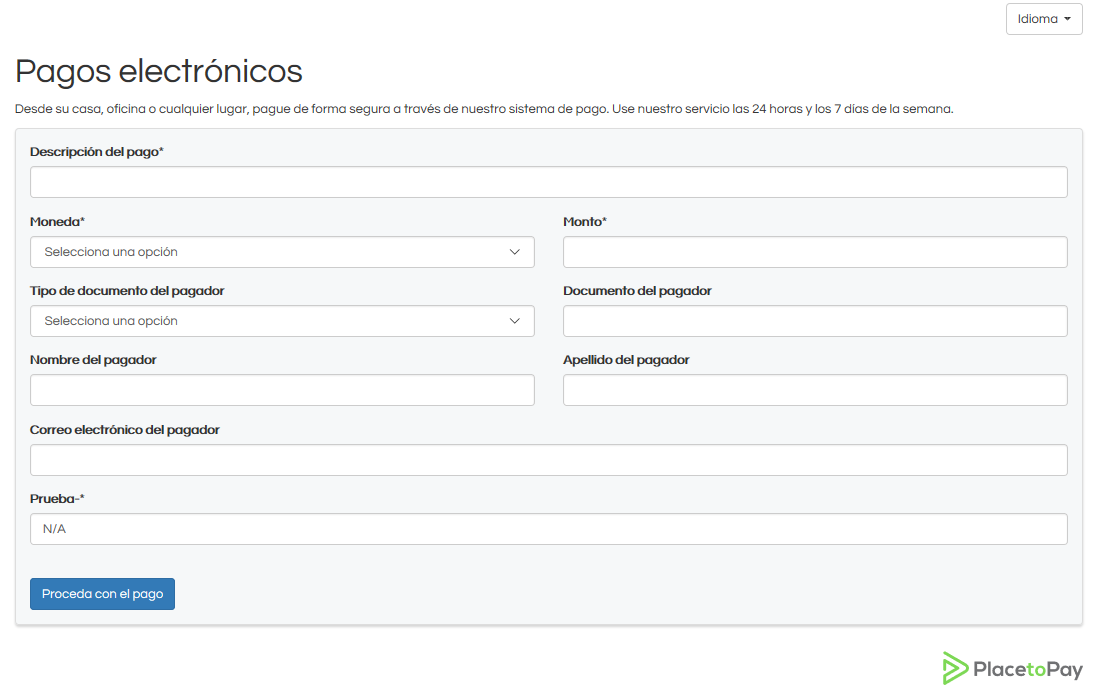 Idioma
Pagos electrónicos
Desde su casa, oficina o cualquier lugar, pague de forma segura a través de nuestro sistema de pago. Use nuestro servicio las 24 horas y los 7 días de la semana.
Descripción del pago*
Moneda* Monto*
Selecciona una opción
Tipo de documento del pagador Documento del pagador
Selecciona una opción
Nombre del pagador Apellido del pagador
Correo electrónico del pagador
Prueba-*
N/A
Proceda con el pago
PlacetoPay